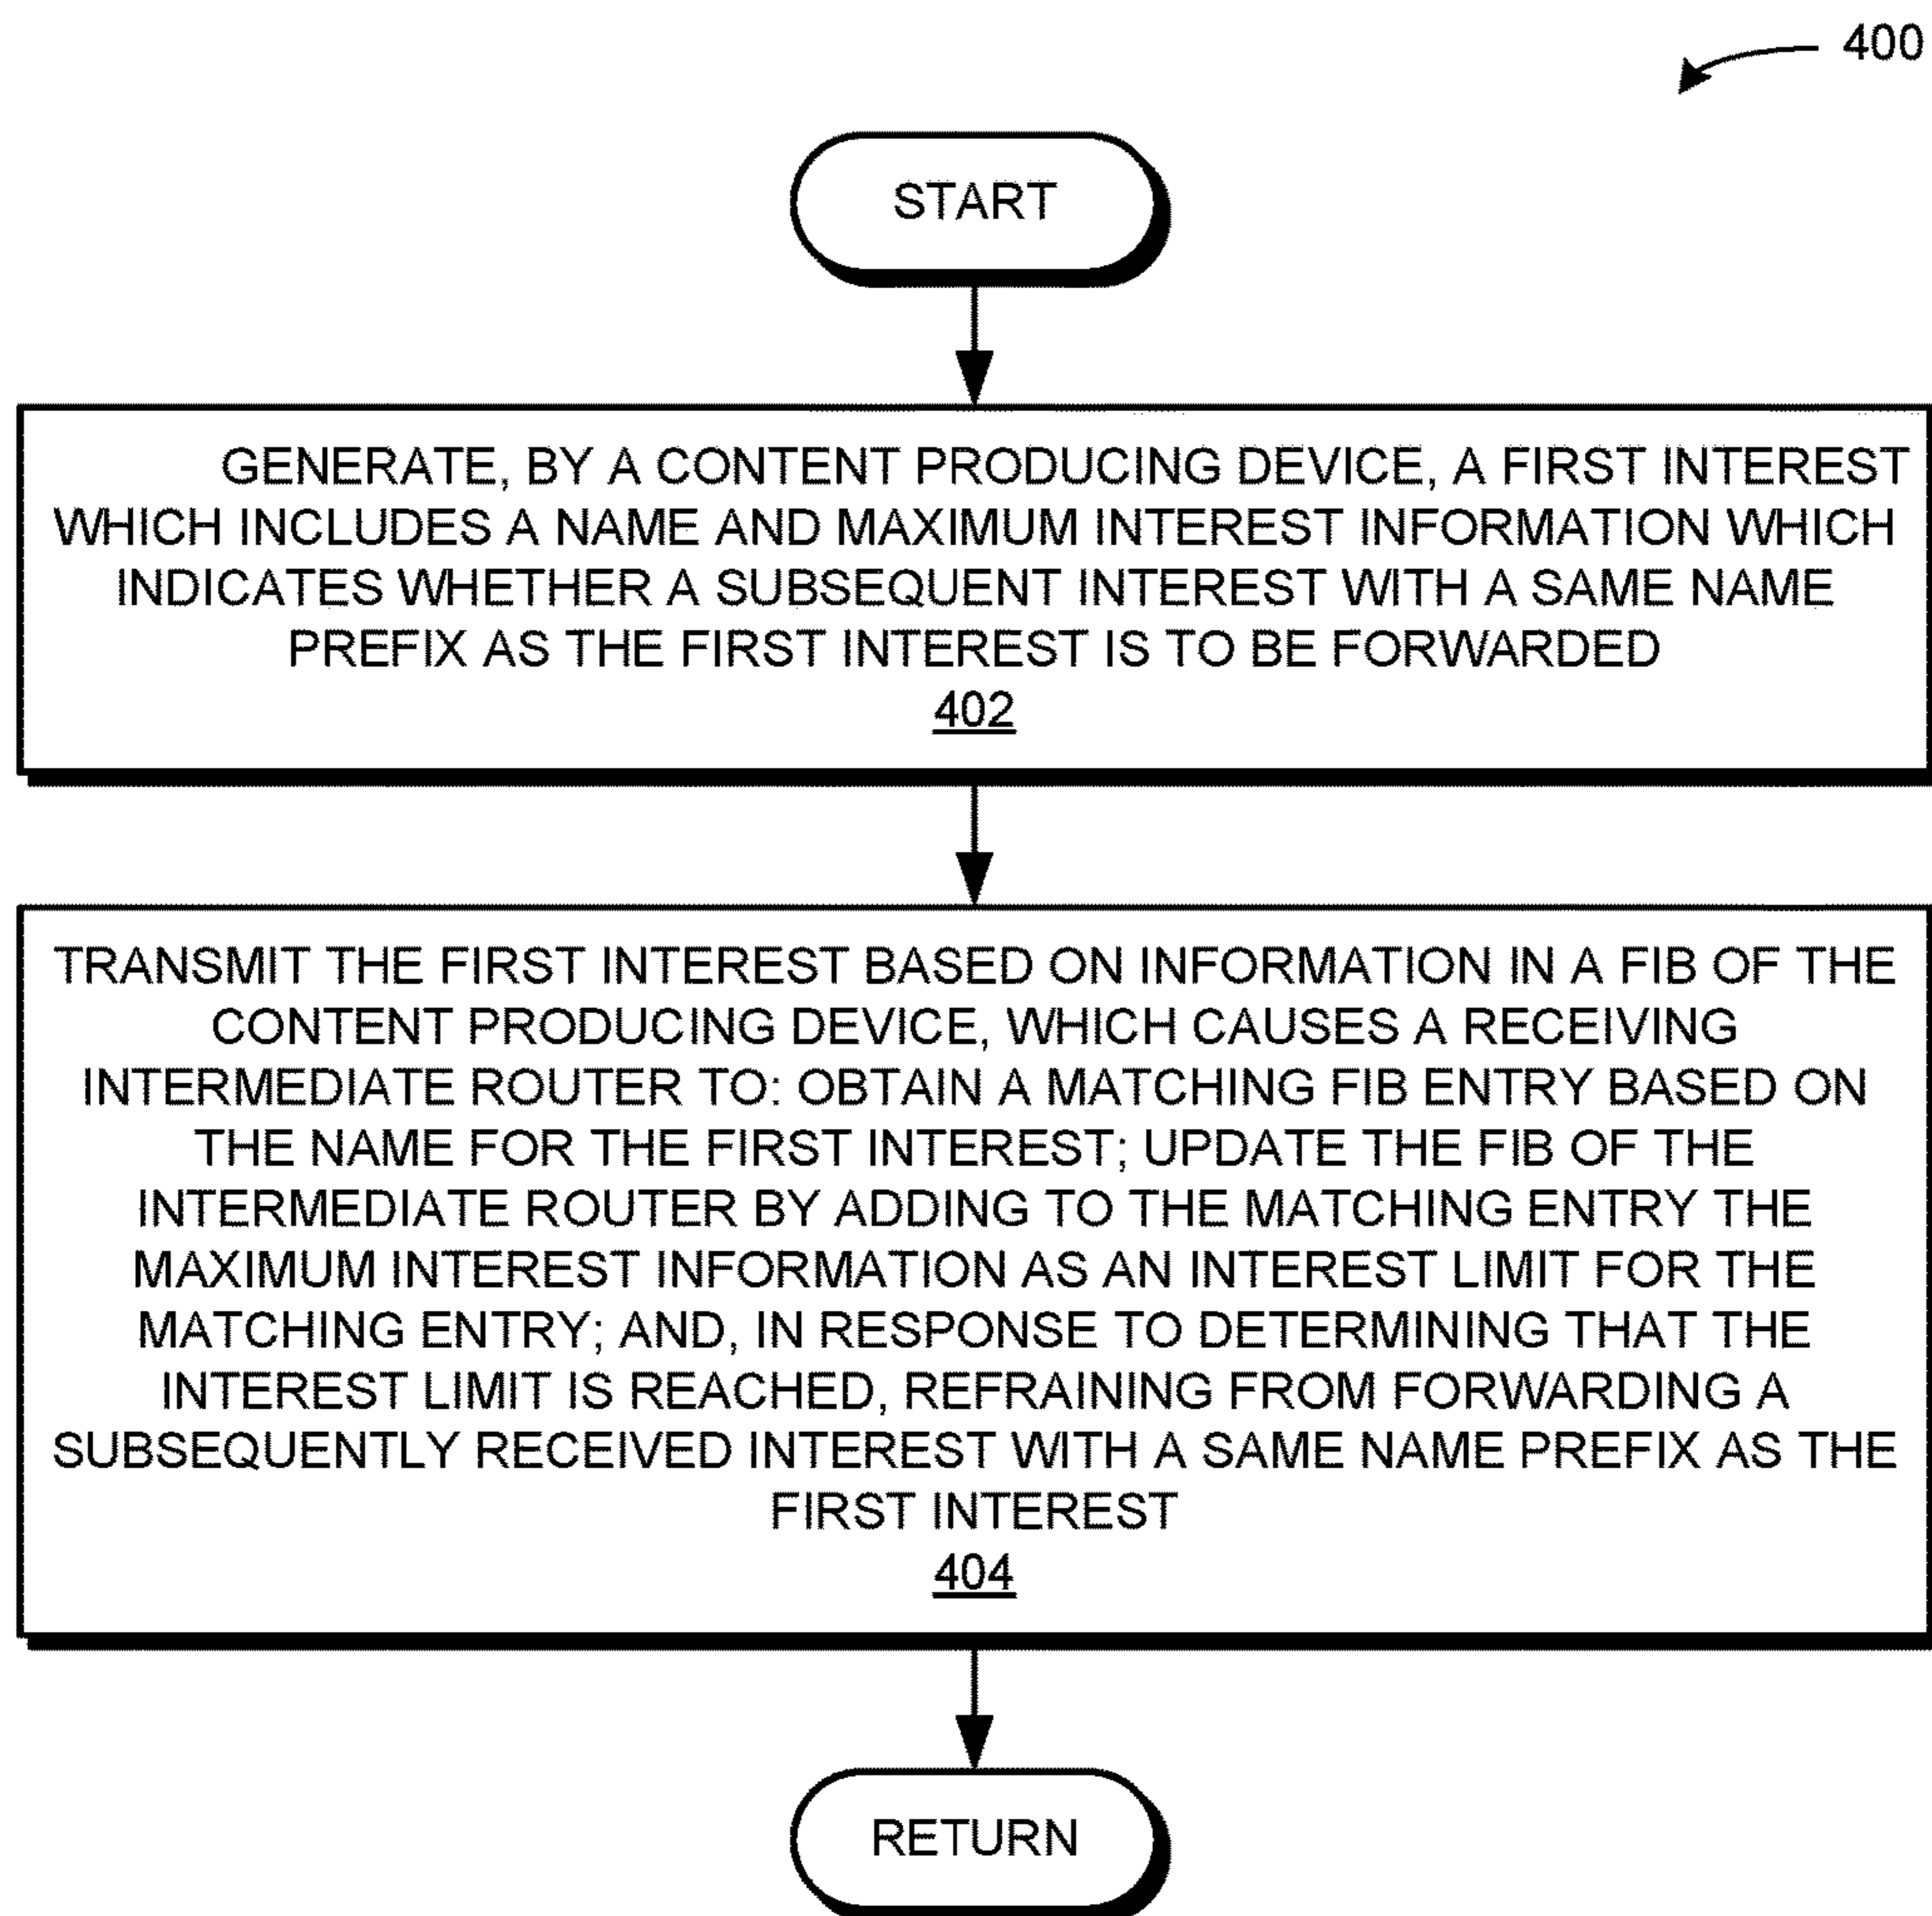 400
START
GENERATE, BY A CONTENT PRODUCING DEVICE, A FIRST INTEREST
WHICH INCLUDES A NAME AND MAXIMUM INTEREST INFORMATION WHICH
INDICATES WHETHER A SUBSEQUENT INTEREST WITH A SAME NAME
PREFIX AS THE FIRST INTEREST IS TO BE FORWARDED
402
TRANSMIT THE FIRST INTEREST BASED ON INFORMATION IN A FIB OF THE
CONTENT PRODUCING DEVICE, WHICH CAUSES A RECEIVING
INTERMEDIATE ROUTER TO: OBTAIN A MATCHING FIB ENTRY BASED ON
THE NAME FOR THE FIRST INTEREST; UPDATE THE FIB OF THE
INTERMEDIATE ROUTER BY ADDING TO THE MATCHING ENTRY THE
MAXIMUM INTEREST INFORMATION AS AN INTEREST LIMIT FOR THE
MATCHING ENTRY; AND, IN RESPONSE TO DETERMINING THAT THE
INTEREST LIMIT IS REACHED, REFRAINING FROM FORWARDING A
SUBSEQUENTLY RECEIVED INTEREST WITH A SAME NAME PREFIX AS THE
FIRST INTEREST
404
RETURN